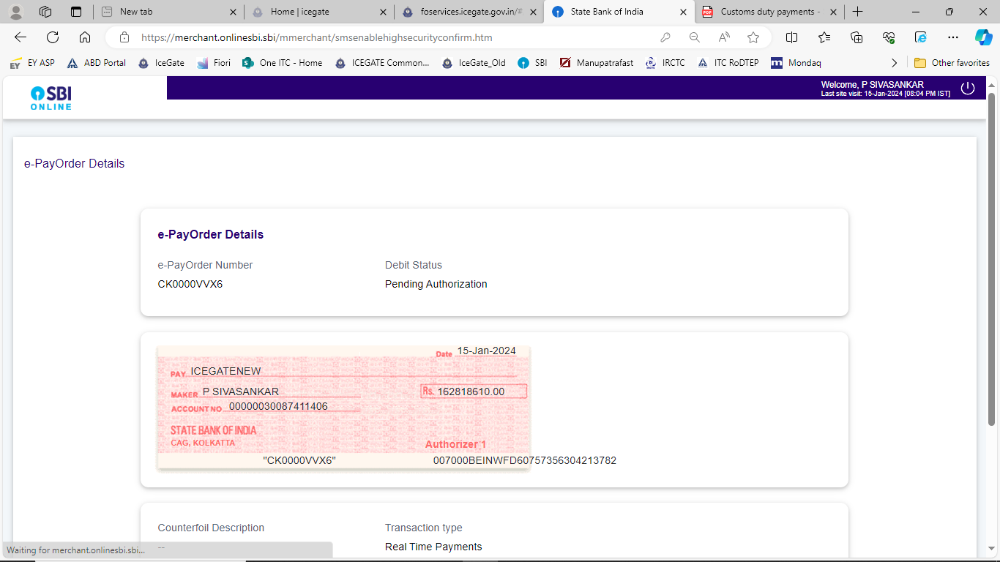 New tab
Home | icegate
foservices.icegate.gov.in/#
State Bank of India
PDF
Customs duty payments -
https://merchant.onlinesbi.sbi/mmerchant/smsenablehighsecurityconfirm.htm
EY
EY ASP
ABD Portal
IceGate
Fiori
One ITC - Home
ICEGATE Common...
IceGate_Old
SBI
Manupatrafast
IRCTC
ITC RoDTEP
Mondaq
Other favorites
SBI
ONLINE
Welcome, P SIVASANKAR
Last site visit: 15-Jan-2024 [08:04 PM IST]
e-PayOrder Details
e-PayOrder Details
e-PayOrder Number
Debit Status
CK0000VVX6
Pending Authorization
Date 15-Jan-2024
PAY ICEGATENEW
MAKER P SIVASANKAR
Rs. 162818610.00
ACCOUNT NO 00000030087411406
STATE BANK OF INDIA
CAG, KOLKATTA
Authorizer 1
"CK0000VVX6"
007000BEINWFD60757356304213782
Counterfoil Description
Transaction type
--
Real Time Payments
Waiting for merchant.onlinesbi.sbi...